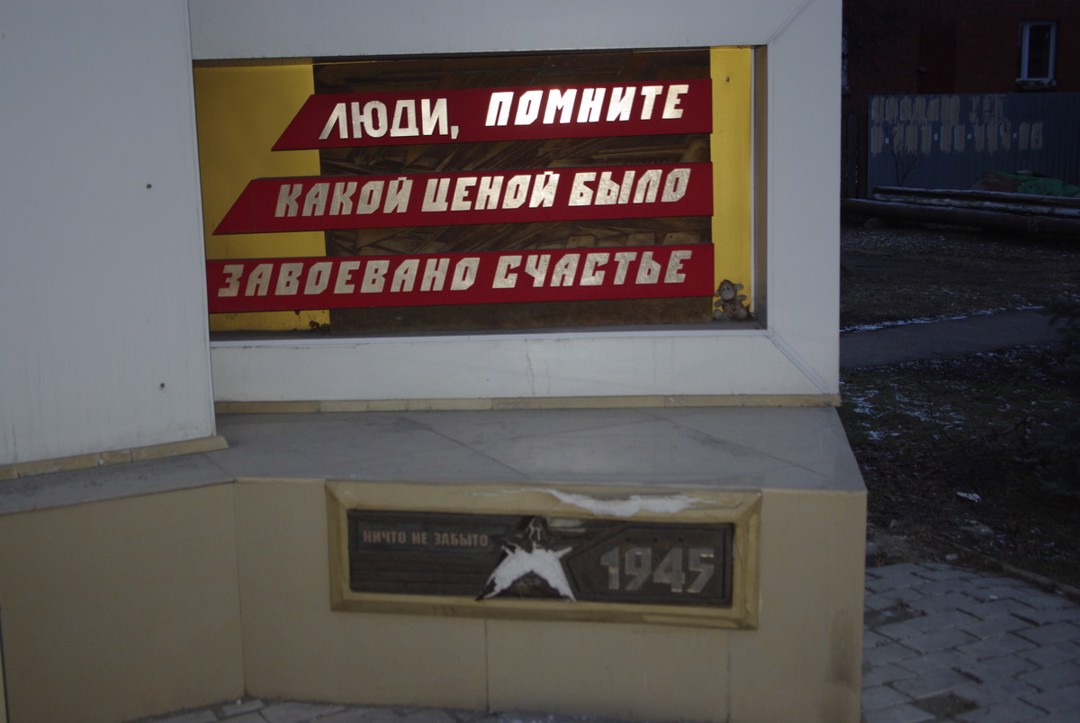 ЛЮДИ, ПОМНИТЕ
КАКОЙ ЦЕНОЙ БЫЛО
ЗАВОЕВАНО СЧАСТЬЕ
НИЧТО НЕ ЗАБЫТО
1945